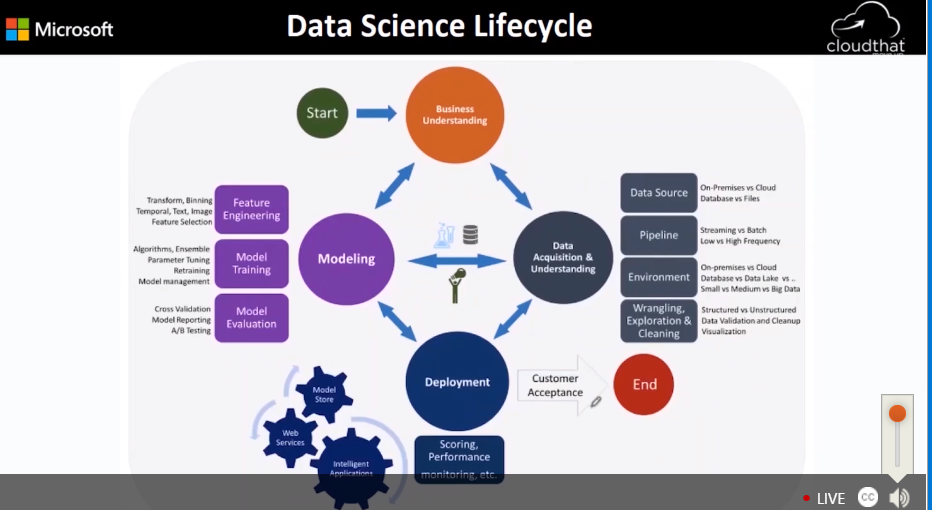 Microsoft
Data Science Lifecycle
cloudthat
Start
Business
Understanding
Transform, Binning
Temporal, Text, Image
Feature Selection
Feature
Engineering
Algorithms, Ensemble
Parameter Tuning
Retraining
Model management
Model
Training
Cross Validation
Model Reporting
A/B Testing
Model
Evaluation
Modeling
Data
Acquisition &
Understanding
Data Source
On-Premises vs Cloud
Database vs Files
Pipeline
Streaming vs Batch
Low vs High Frequency
Environment
On-premises vs Cloud
Database vs Data Lake vs ..
Small vs Medium vs Big Data
Wrangling,
Exploration &
Cleaning
Structured vs Unstructured
Data Validation and Cleanup
Visualization
Deployment
Customer
Acceptance
End
Model
Store
Web
Services
Intelligent
Applications
Scoring,
Performance
monitoring, etc.
LIVE
CC